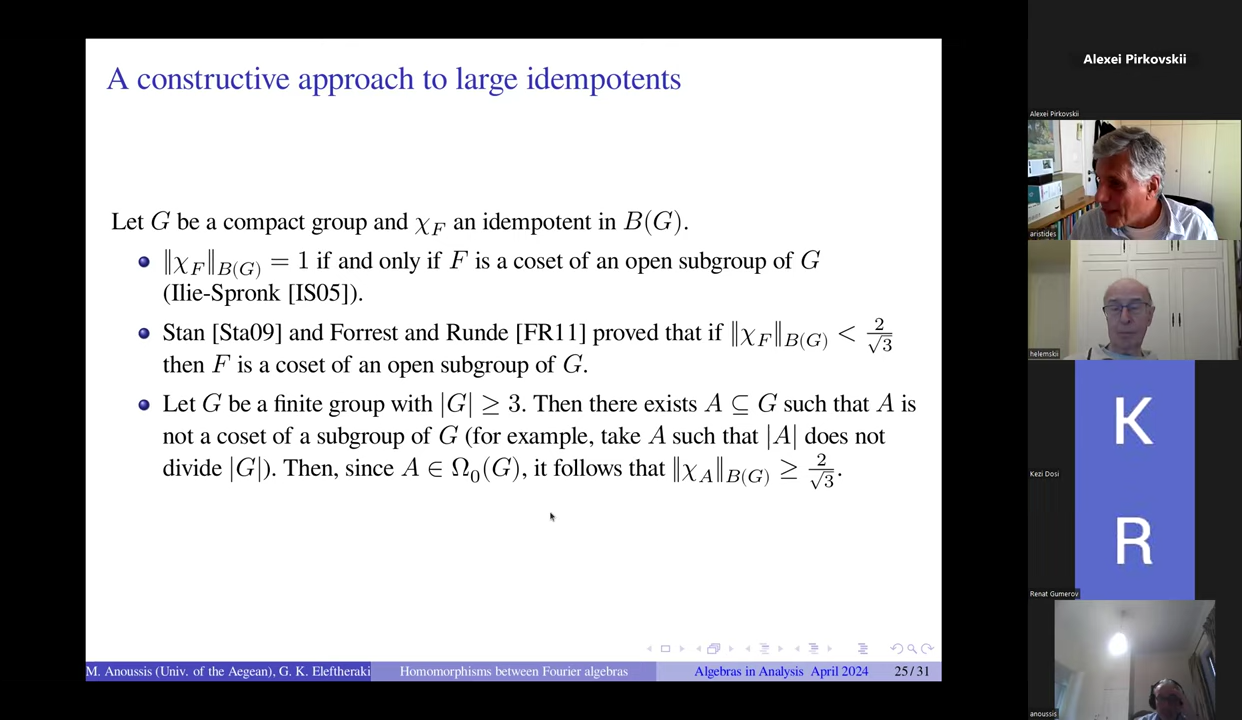 A constructive approach to large idempotents
Let G be a compact group and χ_F an idempotent in B(G).
‖χ_F‖_{B(G)} = 1 if and only if F is a coset of an open subgroup of G
(Ilie-Spronk [IS05]).
Stan [Sta09] and Forrest and Runde [FR11] proved that if ‖χ_F‖_{B(G)} < 2/√3
then F is a coset of an open subgroup of G.
Let G be a finite group with |G| ≥ 3. Then there exists A ⊆ G such that A is
not a coset of a subgroup of G (for example, take A such that |A| does not
divide |G|). Then, since A ∈ Ω₀(G), it follows that ‖χ_A‖_{B(G)} ≥ 2/√3.
M. Anoussis (Univ. of the Aegean), G. K. Eleftheraki
Homomorphisms between Fourier algebras
Algebras in Analysis April 2024
25/31
Alexei Pirkovskii
Alexei Pirkovskii
aristides
helemskii
K
Kezi Dosi
R
Renat Gumerov
anoussis